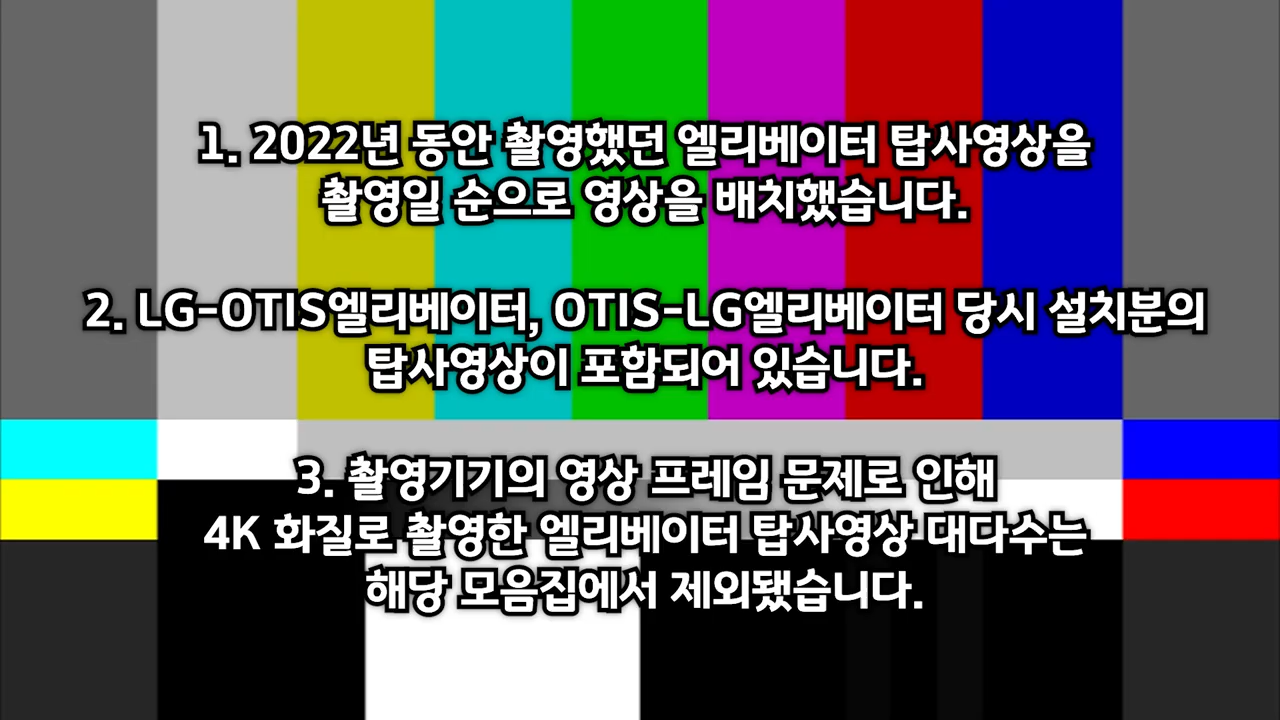 1. 2022년 동안 촬영했던 엘리베이터 탑사영상을
촬영일 순으로 영상을 배치했습니다.
2. LG-OTIS엘리베이터, OTIS-LG엘리베이터 당시 설치분의
탑사영상이 포함되어 있습니다.
3. 촬영기기의 영상 프레임 문제로 인해
4K 화질로 촬영한 엘리베이터 탑사영상 대다수는
해당 모음집에서 제외됐습니다.